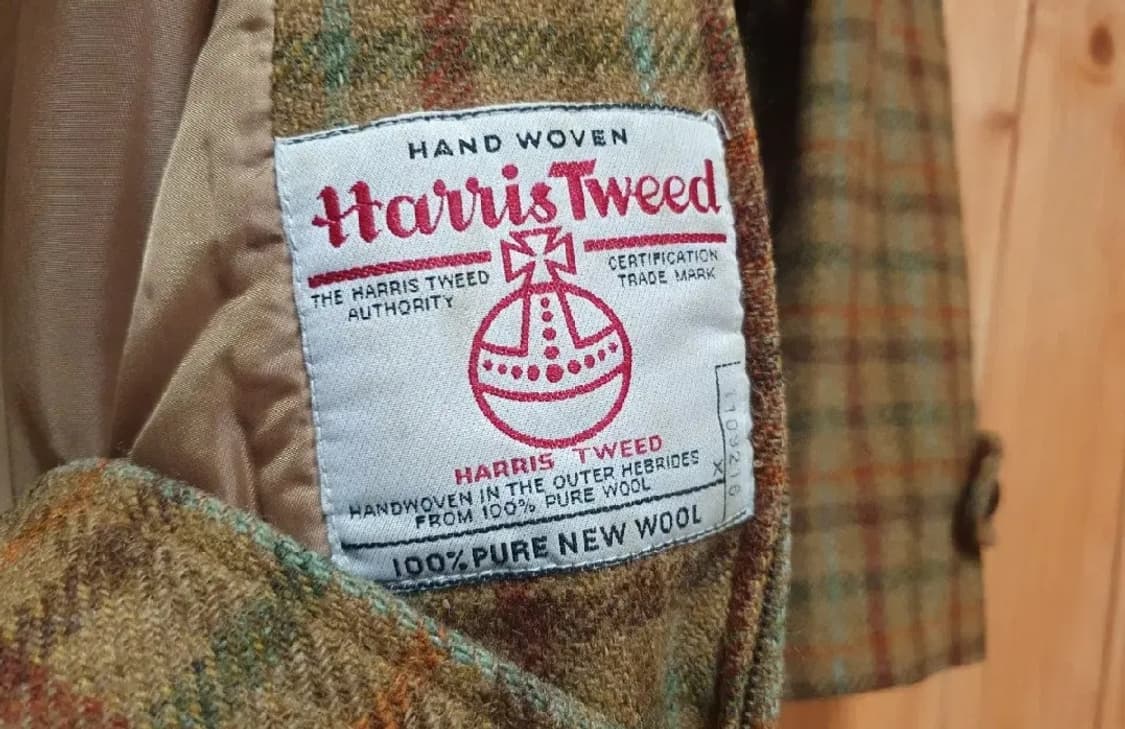 HAND WOVEN
Harris Tweed
THE HARRIS TWEED
AUTHORITY
CERTIFICATION
TRADE MARK
HARRIS TWEED
HANDWOVEN IN THE OUTER HEBRIDES
FROM 100% PURE WOOL
100% PURE NEW WOOL
X